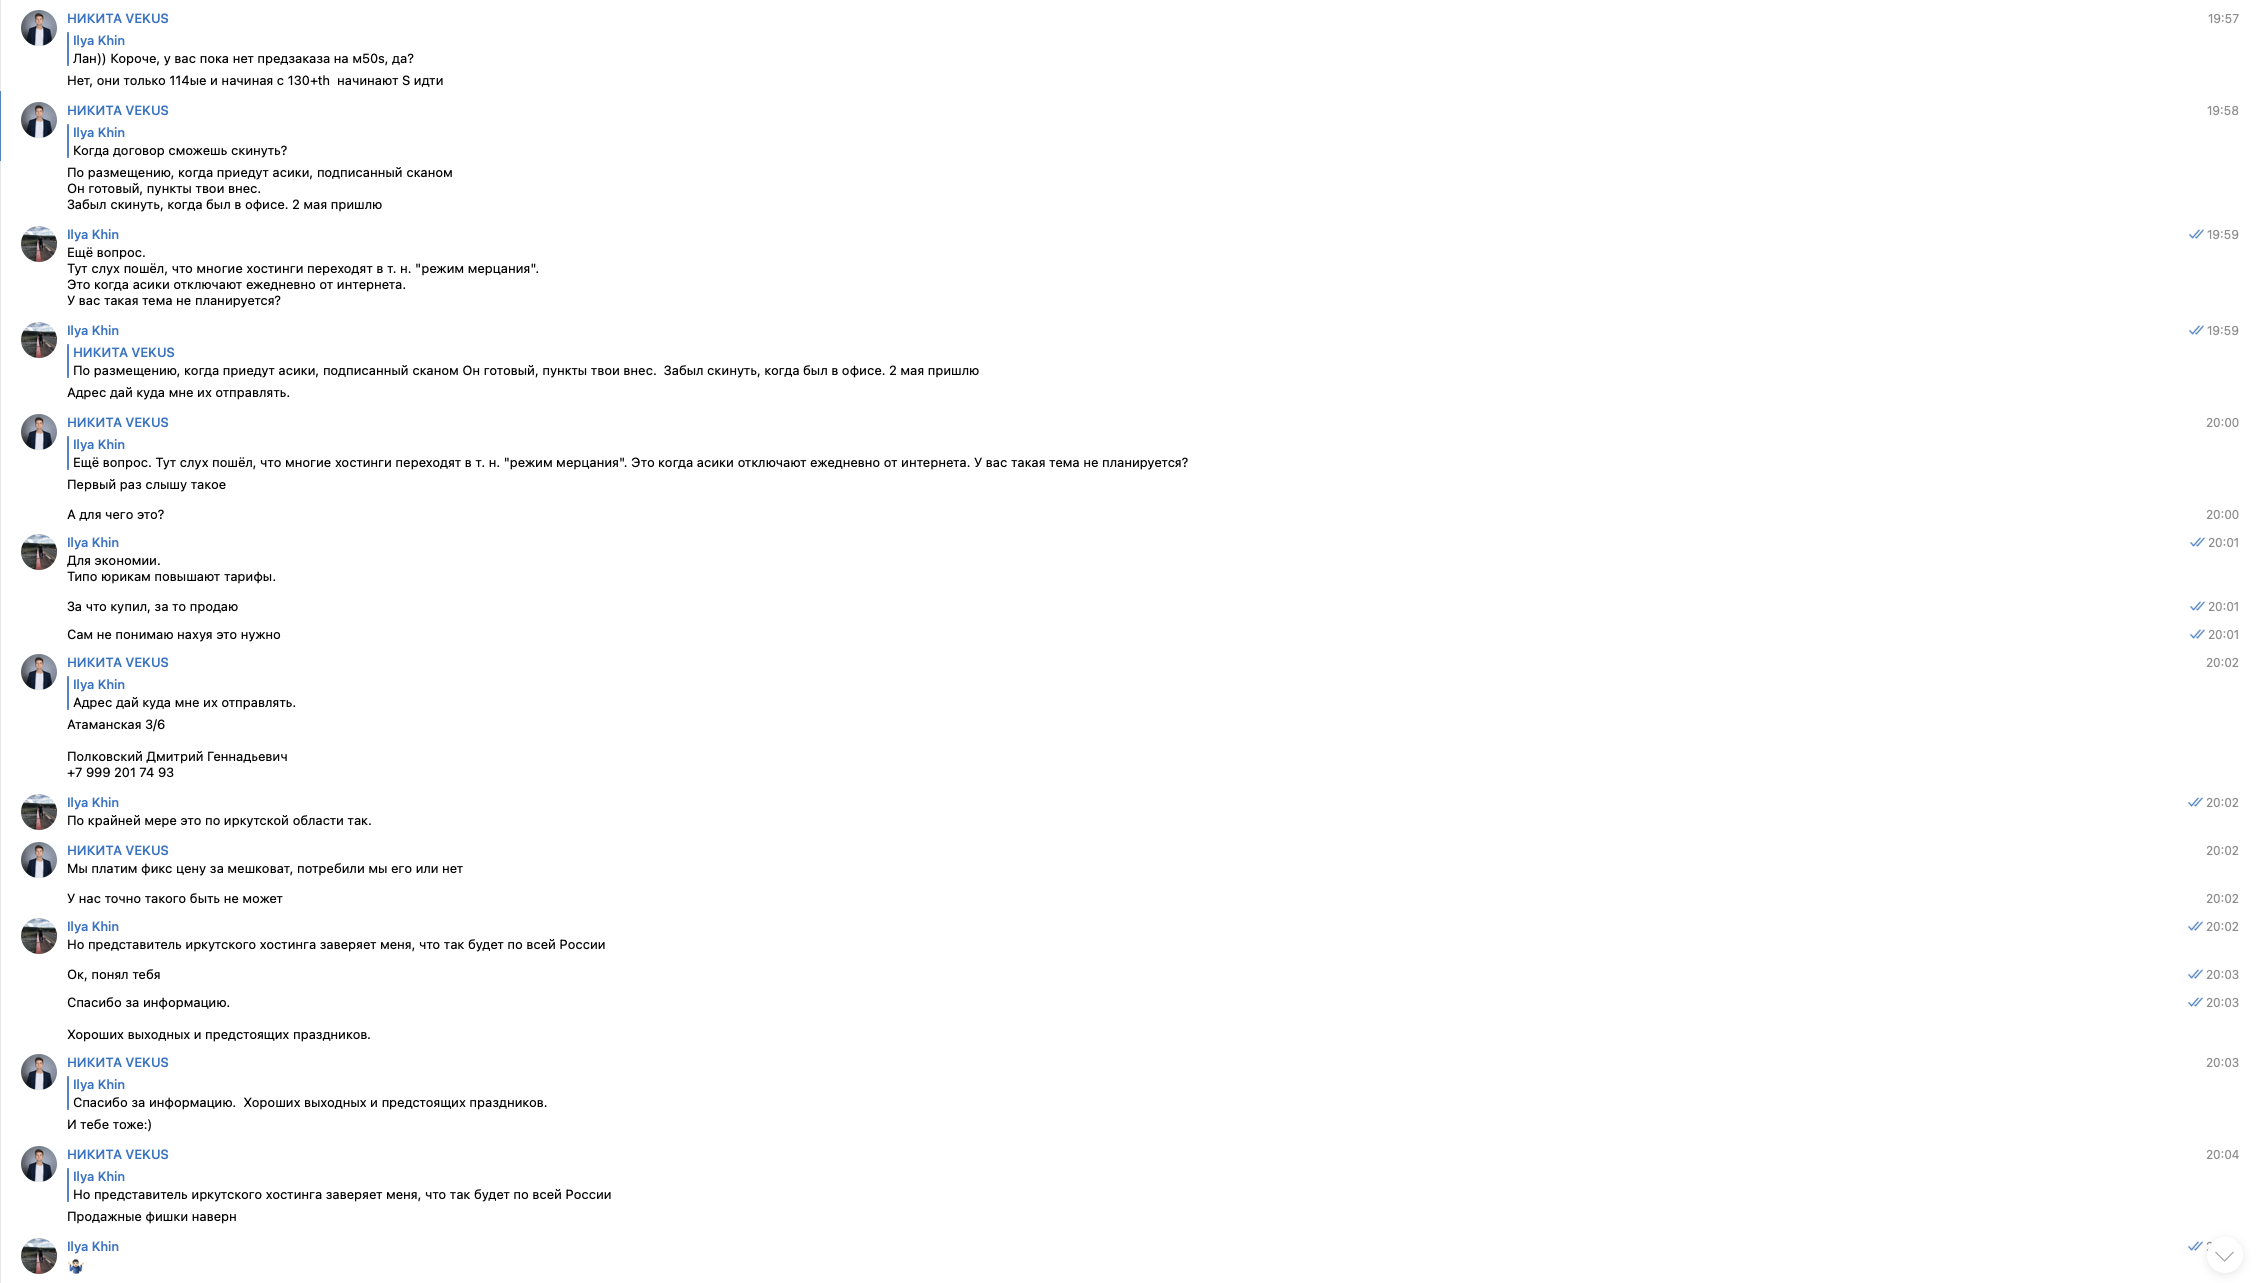 НИКИТА VEKUS 19:57
Ilya Khin
Лан)) Короче, у вас пока нет предзаказа на м50s, да?
Нет, они только 114ые и начиная с 130+th  начинают S идти
НИКИТА VEKUS 19:58
Ilya Khin
Когда договор сможешь скинуть?
По размещению, когда приедут асики, подписанный сканом
Он готовый, пункты твои внес.
Забыл скинуть, когда был в офисе. 2 мая пришлю
Ilya Khin 19:59
Ещё вопрос.
Тут слух пошёл, что многие хостинги переходят в т. н. "режим мерцания".
Это когда асики отключают ежедневно от интернета.
У вас такая тема не планируется?
Ilya Khin 19:59
НИКИТА VEKUS
По размещению, когда приедут асики, подписанный сканом Он готовый, пункты твои внес.  Забыл скинуть, когда был в офисе. 2 мая пришлю
Адрес дай куда мне их отправлять.
НИКИТА VEKUS 20:00
Ilya Khin
Ещё вопрос. Тут слух пошёл, что многие хостинги переходят в т. н. "режим мерцания". Это когда асики отключают ежедневно от интернета. У вас такая тема не планируется?
Первый раз слышу такое
А для чего это? 20:00
Ilya Khin 20:01
Для экономии.
Типо юрикам повышают тарифы.
За что купил, за то продаю 20:01
Сам не понимаю нахуя это нужно 20:01
НИКИТА VEKUS 20:02
Ilya Khin
Адрес дай куда мне их отправлять.
Атаманская 3/6
Полковский Дмитрий Геннадьевич
+7 999 201 74 93
Ilya Khin 20:02
По крайней мере это по иркутской области так.
НИКИТА VEKUS 20:02
Мы платим фикс цену за мешковат, потребили мы его или нет
У нас точно такого быть не может 20:02
Ilya Khin 20:02
Но представитель иркутского хостинга заверяет меня, что так будет по всей России
Ок, понял тебя 20:03
Спасибо за информацию. 20:03
Хороших выходных и предстоящих праздников.
НИКИТА VEKUS 20:03
Ilya Khin
Спасибо за информацию.  Хороших выходных и предстоящих праздников.
И тебе тоже:)
НИКИТА VEKUS 20:04
Ilya Khin
Но представитель иркутского хостинга заверяет меня, что так будет по всей России
Продажные фишки наверн
Ilya Khin